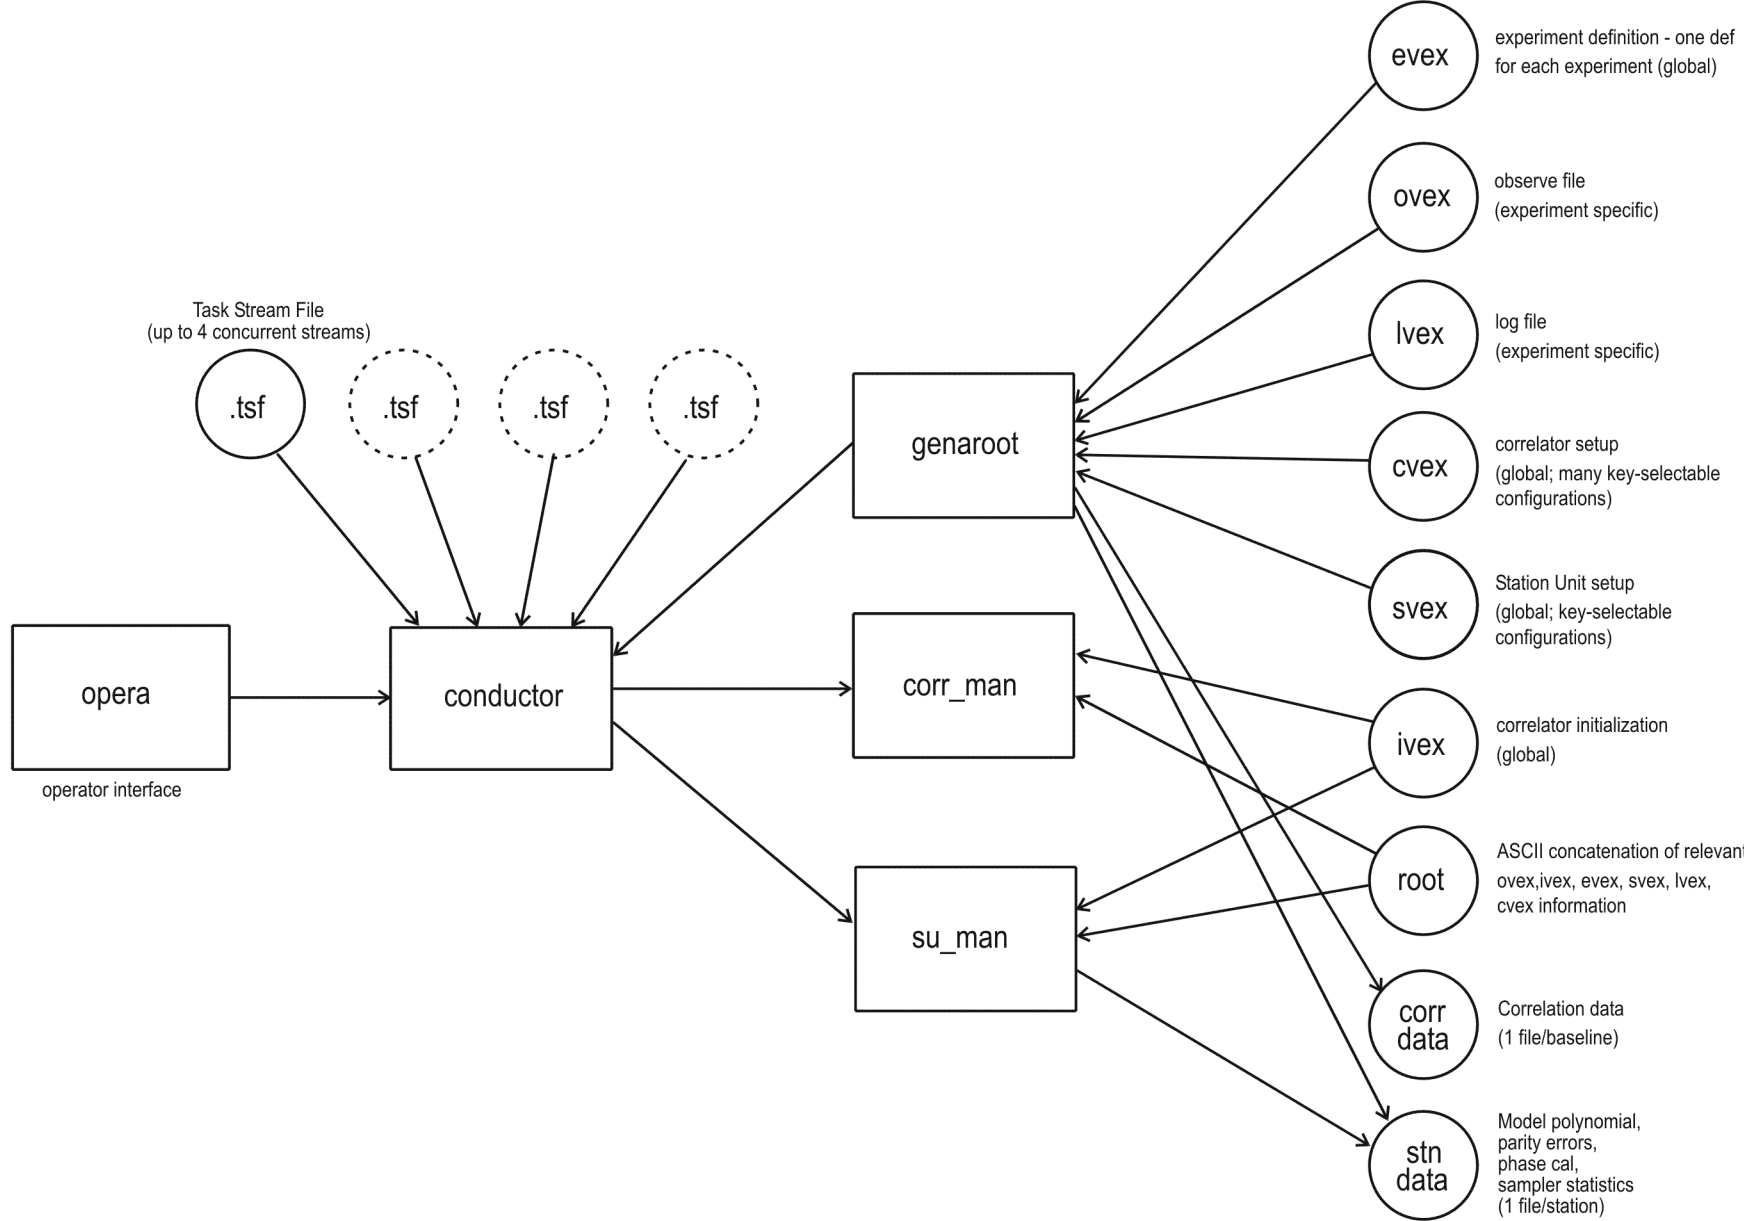 evex
experiment definition - one def
for each experiment (global)
ovex
observe file
(experiment specific)
Task Stream File
(up to 4 concurrent streams)
lvex
log file
(experiment specific)
.tsf
.tsf
.tsf
.tsf
genaroot
cvex
correlator setup
(global; many key-selectable
configurations)
svex
Station Unit setup
(global; key-selectable
configurations)
opera
operator interface
conductor
corr_man
ivex
correlator initialization
(global)
root
ASCII concatenation of relevant
ovex,ivex, evex, svex, lvex,
cvex information
su_man
corr
data
Correlation data
(1 file/baseline)
stn
data
Model polynomial,
parity errors,
phase cal,
sampler statistics
(1 file/station)